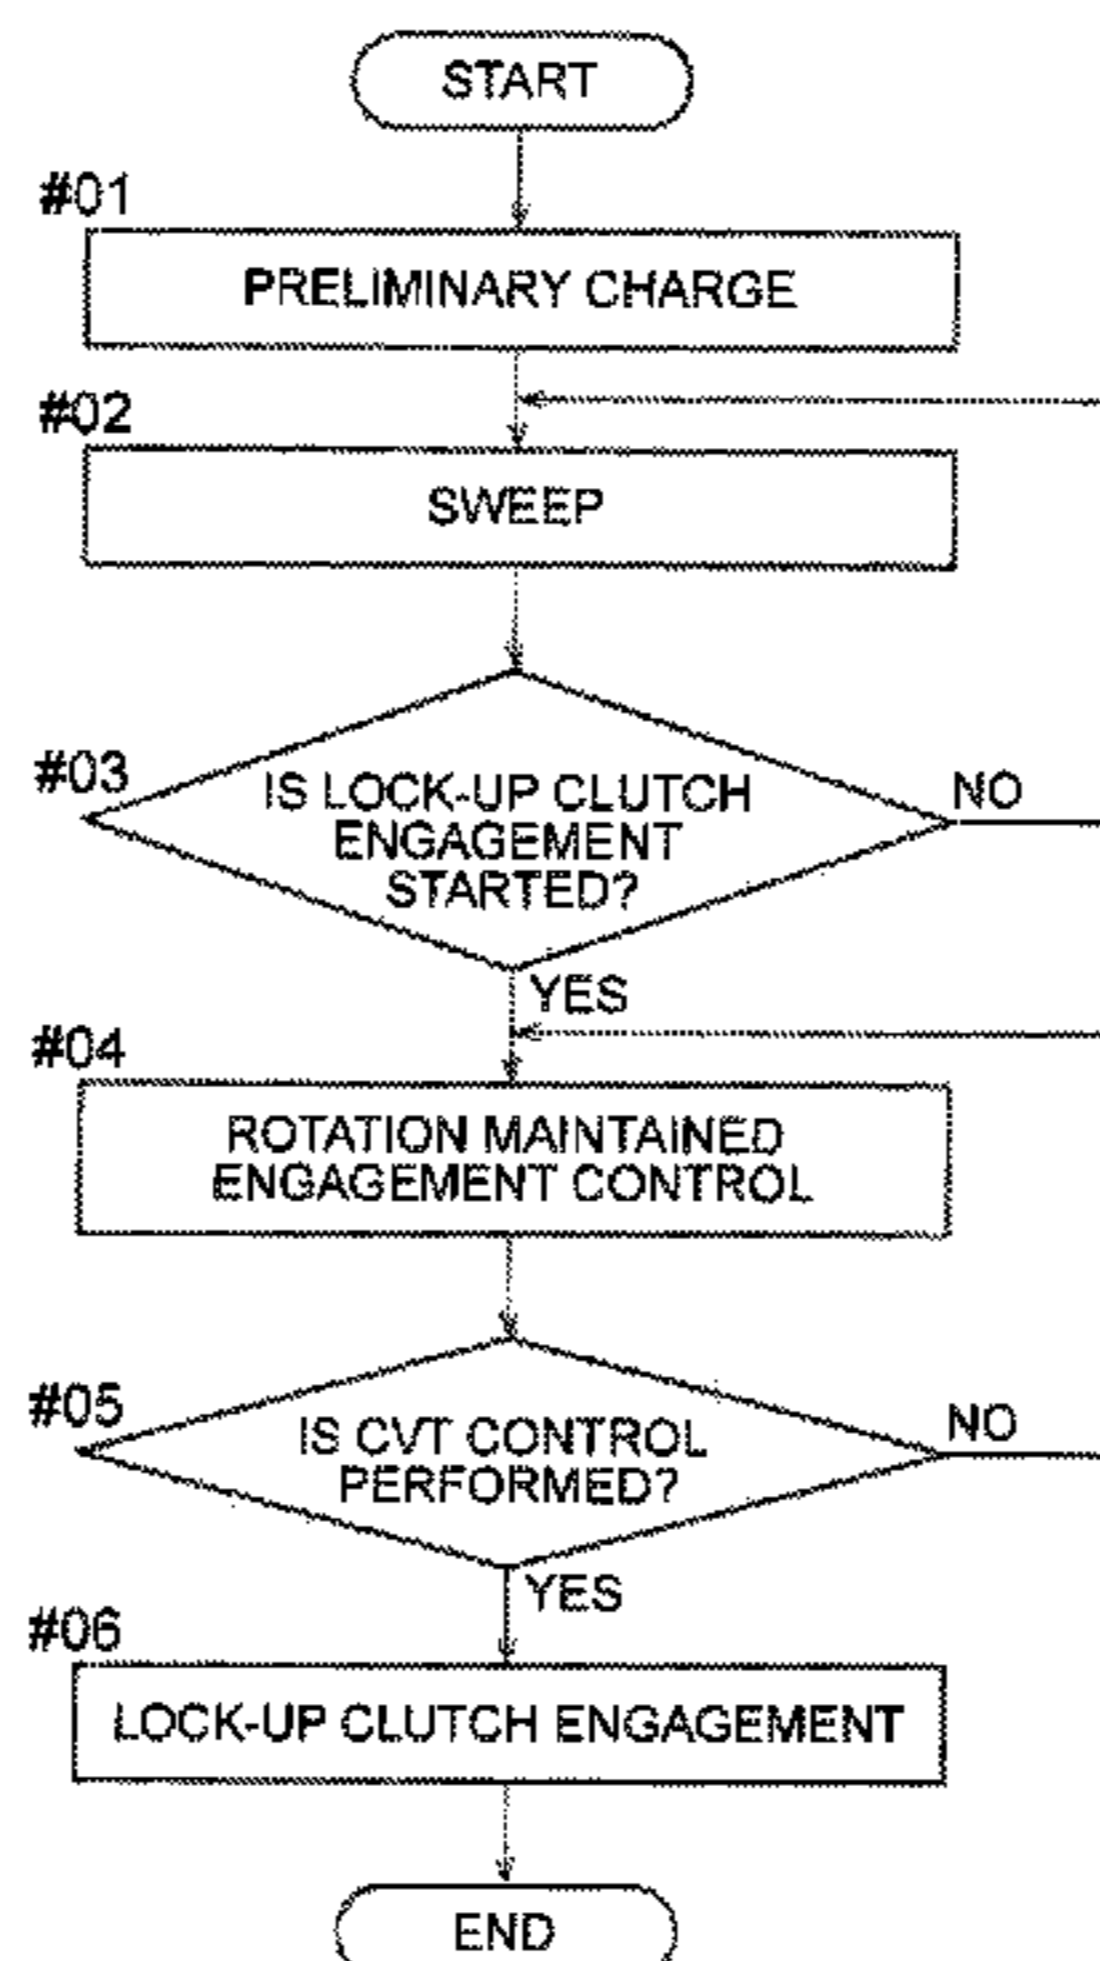 START
#01
PRELIMINARY CHARGE
#02
SWEEP
#03
IS LOCK-UP CLUTCH
ENGAGEMENT
STARTED?
NO
YES
#04
ROTATION MAINTAINED
ENGAGEMENT CONTROL
#05
IS CVT CONTROL
PERFORMED?
NO
YES
#06
LOCK-UP CLUTCH ENGAGEMENT
END